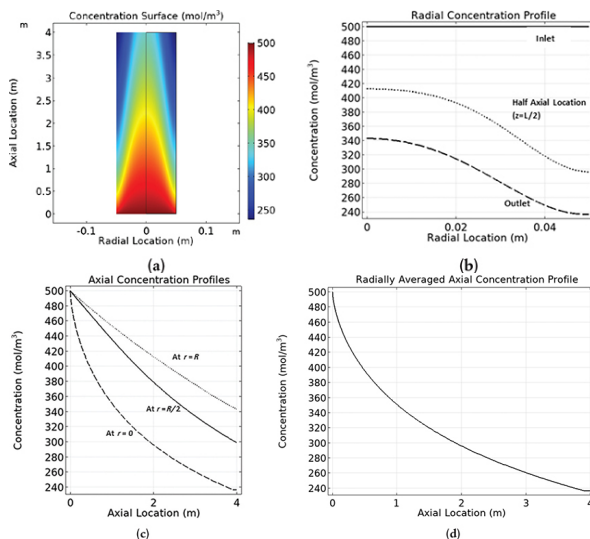 Concentration Surface (mol/m³)
m
4
3.5
3
2.5
2
1.5
1
0.5
0
Axial Location (m)
-0.1 0 0.1 m
Radial Location (m)
500
450
400
350
300
250
(a)
Radial Concentration Profile
500
480
460
440
420
400
380
360
340
320
300
280
260
240
Concentration (mol/m³)
Inlet
Half Axial Location
(z=L/2)
Outlet
0 0.02 0.04
Radial Location (m)
(b)
Axial Concentration Profiles
500
480
460
440
420
400
380
360
340
320
300
280
260
240
Concentration (mol/m³)
At r=R
At r=R/2
At r=0
0 2 4
Axial Location (m)
(c)
Radially Averaged Axial Concentration Profile
500
480
460
440
420
400
380
360
340
320
300
280
260
240
Concentration (mol/m³)
0 1 2 3 4
Axial Location (m)
(d)